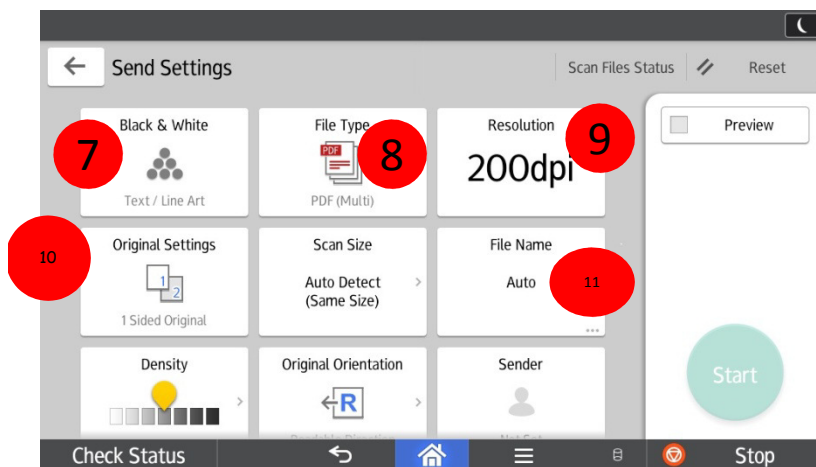 Send Settings
Scan Files Status
Reset
Black & White
7
Text / Line Art
File Type
PDF
8
PDF (Multi)
Resolution
9
200dpi
Preview
10
Original Settings
1
2
1 Sided Original
Scan Size
Auto Detect
(Same Size)
File Name
Auto
11
...
Density
Original Orientation
R
Sender
Start
Check Status
Stop